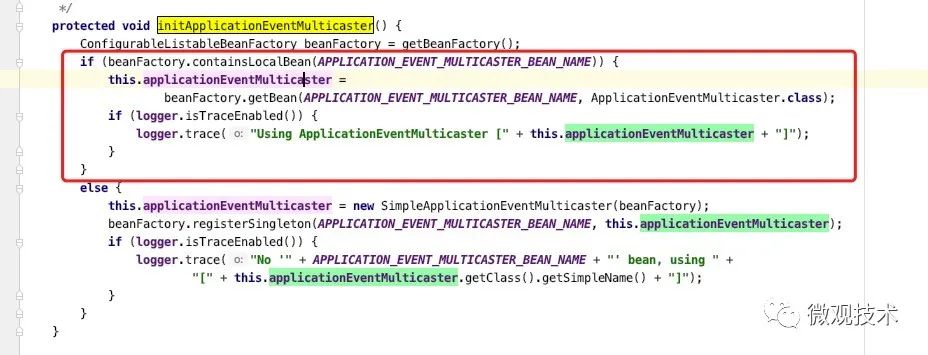 */
protected void initApplicationEventMulticaster() {
ConfigurableListableBeanFactory beanFactory = getBeanFactory();
if (beanFactory.containsLocalBean(APPLICATION_EVENT_MULTICASTER_BEAN_NAME)) {
this.applicationEventMulticaster =
beanFactory.getBean(APPLICATION_EVENT_MULTICASTER_BEAN_NAME, ApplicationEventMulticaster.class);
if (logger.isTraceEnabled()) {
logger.trace( o: "Using ApplicationEventMulticaster [" + this.applicationEventMulticaster + "]");
}
}
else {
this.applicationEventMulticaster = new SimpleApplicationEventMulticaster(beanFactory);
beanFactory.registerSingleton(APPLICATION_EVENT_MULTICASTER_BEAN_NAME, this.applicationEventMulticaster);
if (logger.isTraceEnabled()) {
logger.trace( o: "No '" + APPLICATION_EVENT_MULTICASTER_BEAN_NAME + "' bean, using " +
"[" + this.applicationEventMulticaster.getClass().getSimpleName() + "]");
}
}
}
微观技术